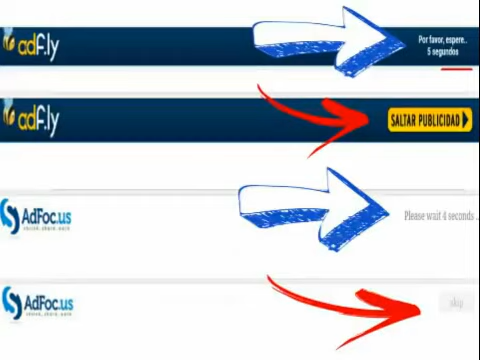 adf.ly
Por favor, espere..
5 segundos
adf.ly
SALTAR PUBLICIDAD
AdFoc.us
Please wait 4 seconds ..
AdFoc.us
skip